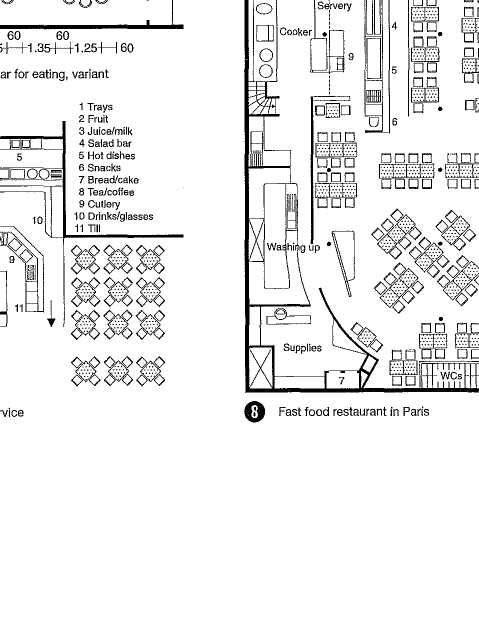 60 60
1.35 1.25 60
ar for eating, variant
1 Trays
2 Fruit
3 Juice/milk
4 Salad bar
5 Hot dishes
6 Snacks
7 Bread/cake
8 Tea/coffee
9 Cutlery
10 Drinks/glasses
11 Till
5
10
9
11
rvice
Servery
Cooker
9
4
5
6
Washing up
Supplies
7
WCs
8 Fast food restaurant in Paris